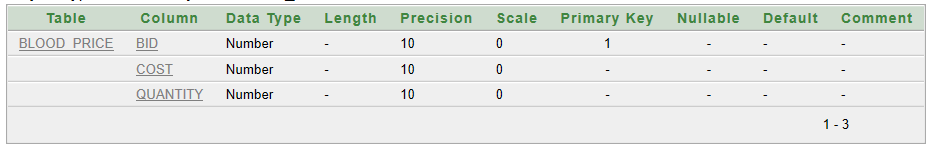 Table Column Data Type Length Precision Scale Primary Key Nullable Default Comment
BLOOD_PRICE BID Number - 10 0 1 - - -
COST Number - 10 0 - - - -
QUANTITY Number - 10 0 - - - -
1 - 3